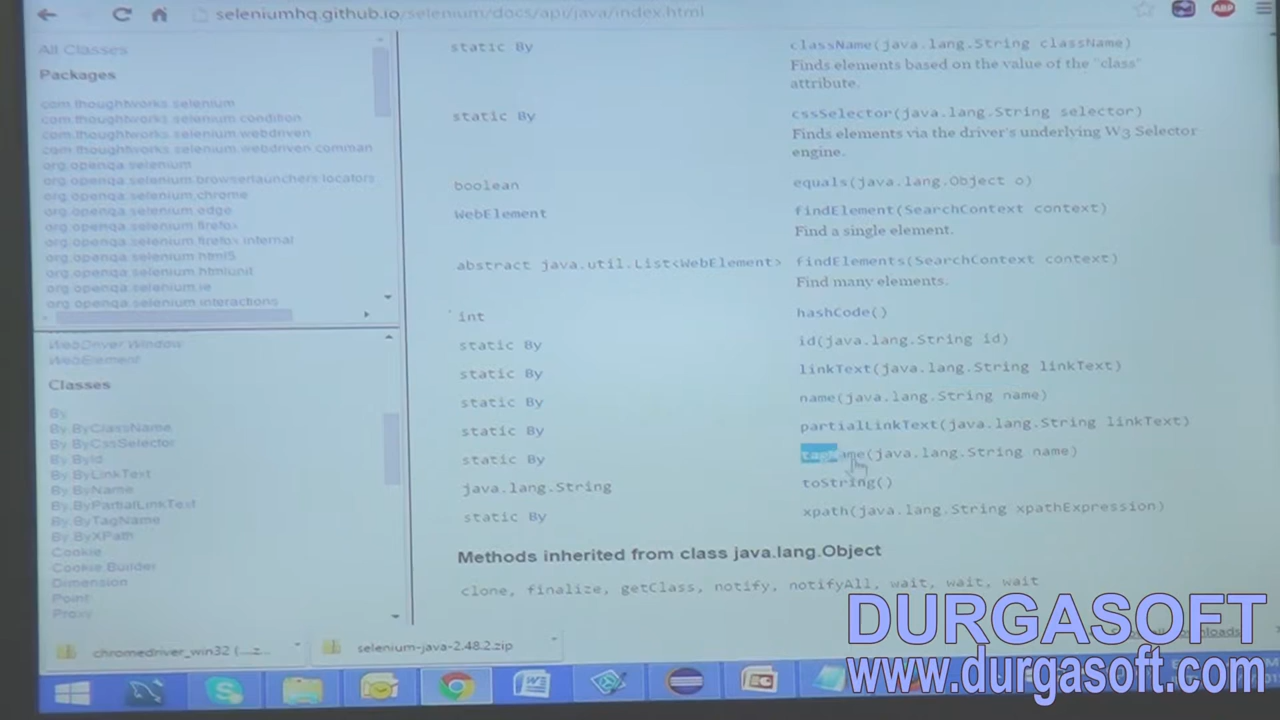 seleniumhq.github.io/selenium/docs/api/java/index.html
All Classes
Packages
com.thoughtworks.selenium
com.thoughtworks.selenium.condition
com.thoughtworks.selenium.webdriven
com.thoughtworks.selenium.webdriven.comman
org.openqa.selenium
org.openqa.selenium.browserlaunchers.locators
org.openqa.selenium.chrome
org.openqa.selenium.edge
org.openqa.selenium.firefox
org.openqa.selenium.firefox.internal
org.openqa.selenium.html5
org.openqa.selenium.htmlunit
org.openqa.selenium.ie
org.openqa.selenium.interactions
WebDriver.Window
WebElement
Classes
By
By.ByClassName
By.ByCssSelector
By.ById
By.ByLinkText
By.ByName
By.ByPartialLinkText
By.ByTagName
By.ByXPath
Cookie
Cookie.Builder
Dimension
Point
Proxy
static By className(java.lang.String className)
Finds elements based on the value of the "class"
attribute.
static By cssSelector(java.lang.String selector)
Finds elements via the driver's underlying W3 Selector
engine.
boolean equals(java.lang.Object o)
WebElement findElement(SearchContext context)
Find a single element.
abstract java.util.List<WebElement> findElements(SearchContext context)
Find many elements.
int hashCode()
static By id(java.lang.String id)
static By linkText(java.lang.String linkText)
static By name(java.lang.String name)
static By partialLinkText(java.lang.String linkText)
static By tagName(java.lang.String name)
java.lang.String toString()
static By xpath(java.lang.String xpathExpression)
Methods inherited from class java.lang.Object
clone, finalize, getClass, notify, notifyAll, wait, wait, wait
chromedriver_win32 (....z...
selenium-java-2.48.2.zip
DURGASOFT
www.durgasoft.com